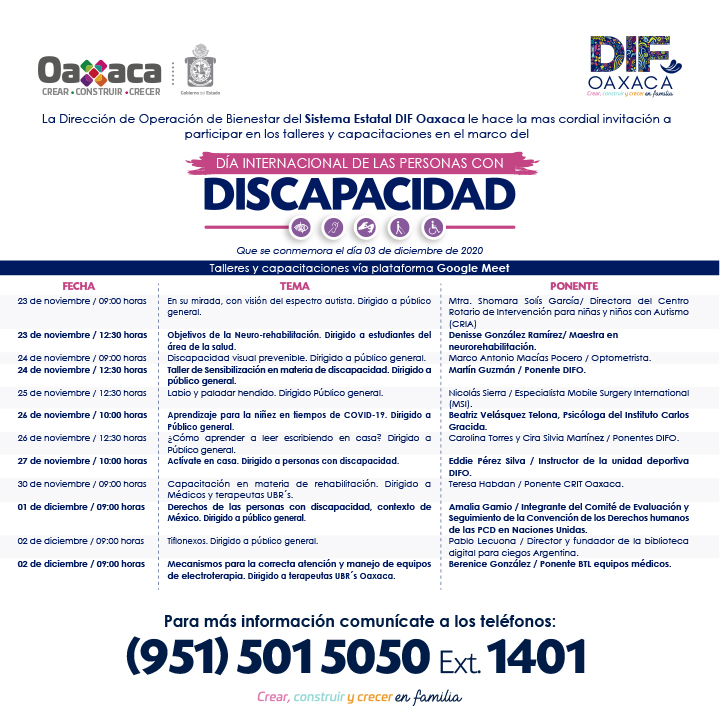 Oaxaca
CREAR • CONSTRUIR • CRECER
Gobierno del Estado
DIF
OAXACA
Crear, construir y crecer en familia
La Dirección de Operación de Bienestar del Sistema Estatal DIF Oaxaca le hace la mas cordial invitación a
participar en los talleres y capacitaciones en el marco del
DÍA INTERNACIONAL DE LAS PERSONAS CON
DISCAPACIDAD
Que se conmemora el día 03 de diciembre de 2020
Talleres y capacitaciones vía plataforma Google Meet
FECHA TEMA PONENTE
23 de noviembre / 09:00 horas En su mirada, con visión del espectro autista. Dirigido a público Mtra. Shomara Solís García/ Directora del Centro
general. Rotario de Intervención para niñas y niños con Autismo
(CRIA)
23 de noviembre / 12:30 horas Objetivos de la Neuro-rehabilitación. Dirigido a estudiantes del Denisse González Ramírez/ Maestra en
área de la salud. neurorehabilitación.
24 de noviembre / 09:00 horas Discapacidad visual prevenible. Dirigido a público general. Marco Antonio Macías Pocero / Optometrista.
24 de noviembre / 12:30 horas Taller de Sensibilización en materia de discapacidad. Dirigido a Martín Guzmán / Ponente DIFO.
público general.
25 de noviembre / 12:30 horas Labio y paladar hendido. Dirigido Público general. Nicolás Sierra / Especialista Mobile Surgery International
(MSI).
26 de noviembre / 10:00 horas Aprendizaje para la niñez en tiempos de COVID-19. Dirigido a Beatriz Velásquez Telona, Psicóloga del Instituto Carlos
Público general. Gracida.
26 de noviembre / 12:30 horas ¿Cómo aprender a leer escribiendo en casa? Dirigido a Carolina Torres y Cira Silvia Martínez / Ponentes DIFO.
Público general.
27 de noviembre / 10:00 horas Actívate en casa. Dirigido a personas con discapacidad. Eddie Pérez Silva / Instructor de la unidad deportiva
DIFO.
30 de noviembre / 09:00 horas Capacitación en materia de rehabilitación. Dirigido a Teresa Habdan / Ponente CRIT Oaxaca.
Médicos y terapeutas UBR´s.
01 de diciembre / 09:00 horas Derechos de las personas con discapacidad, contexto de Amalia Gamio / Integrante del Comité de Evaluación y
México. Dirigido a público general. Seguimiento de la Convención de los Derechos humanos
de las PCD en Naciones Unidas.
02 de diciembre / 09:00 horas Tiflonexos. Dirigido a público general. Pablo Lecuona / Director y fundador de la biblioteca
digital para ciegos Argentina.
02 de diciembre / 09:00 horas Mecanismos para la correcta atención y manejo de equipos Berenice González / Ponente BTL equipos médicos.
de electroterapia. Dirigido a terapeutas UBR´s Oaxaca.
Para más información comunícate a los teléfonos:
(951) 501 5050 Ext. 1401
Crear, construir y crecer en familia